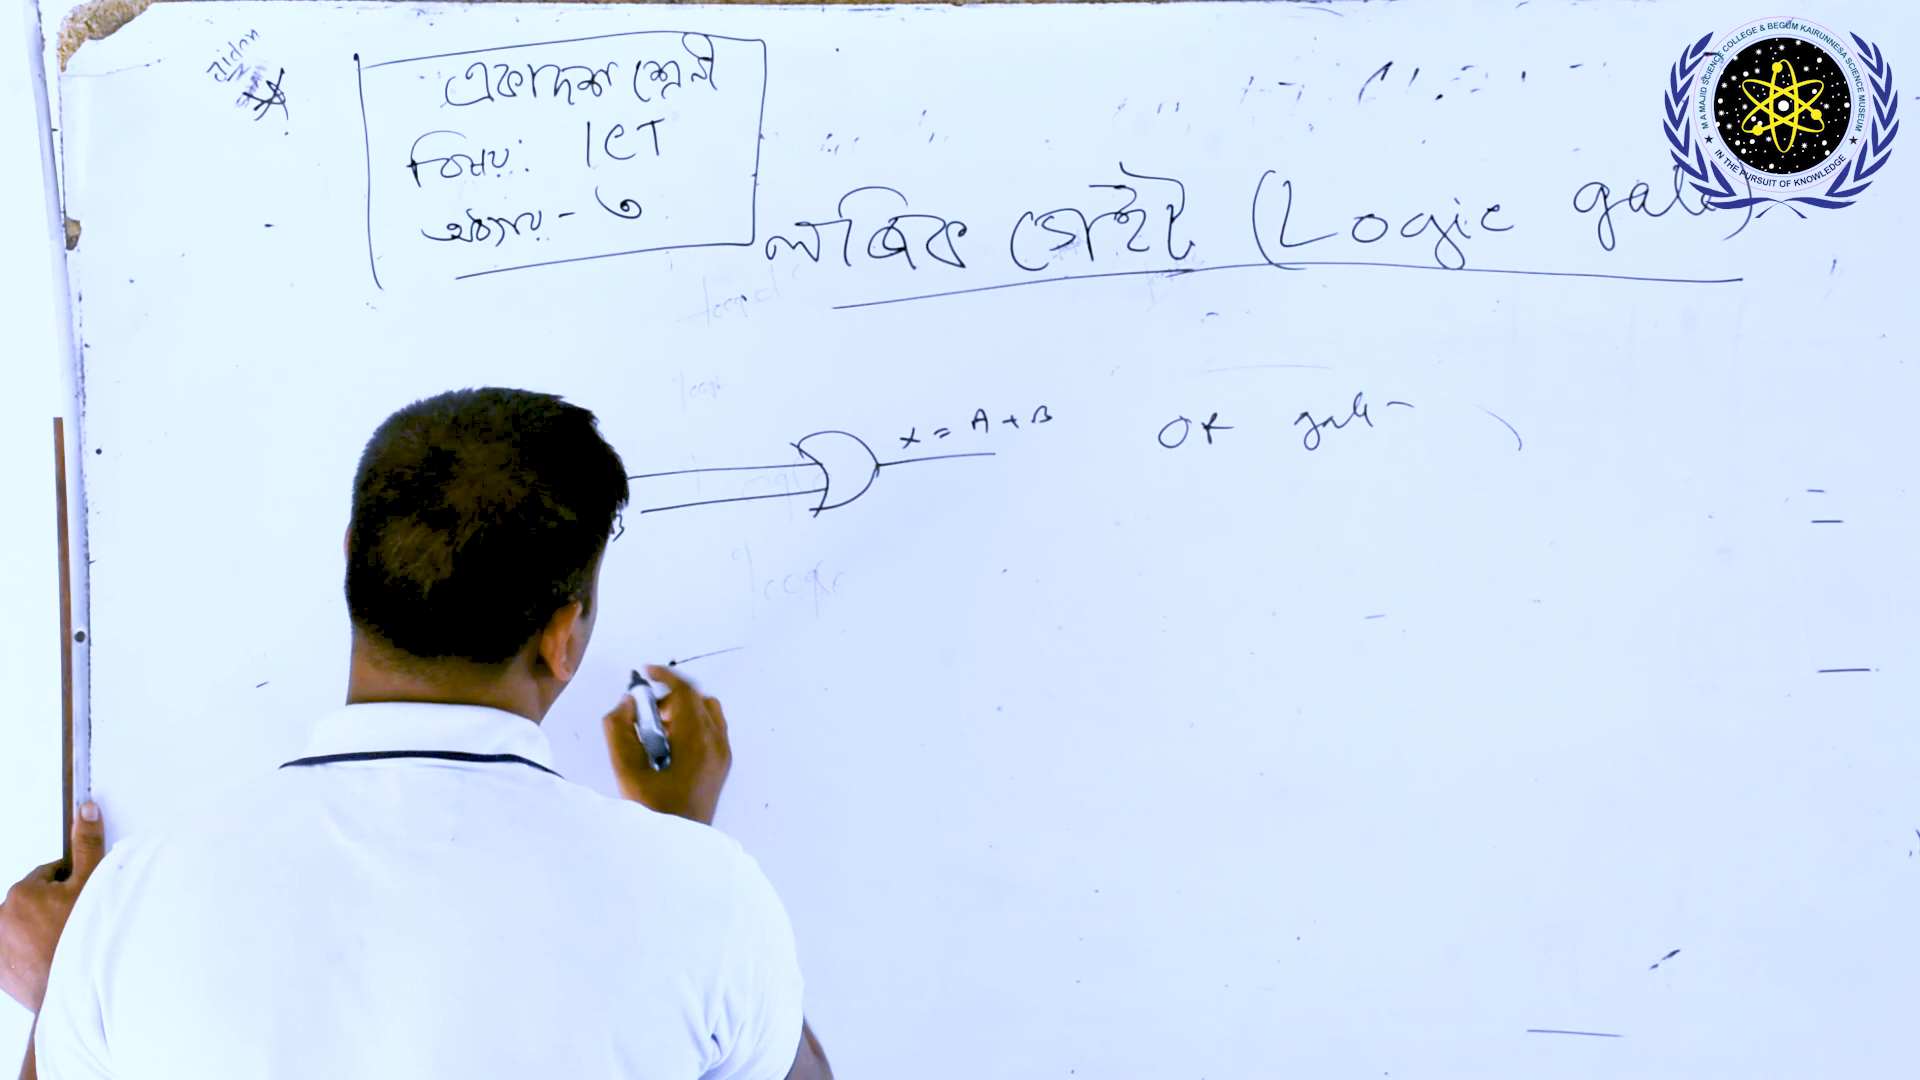 একাদশ শ্রেনী
বিষয়: ICT
অধ্যায় - ৩
লজিক গেইট (Logic gate)
X = A + B
OR gate
B
M A MAJID SCIENCE COLLEGE & BEGUM KAIRUNNESA SCIENCE MUSEUM
IN THE PURSUIT OF KNOWLEDGE